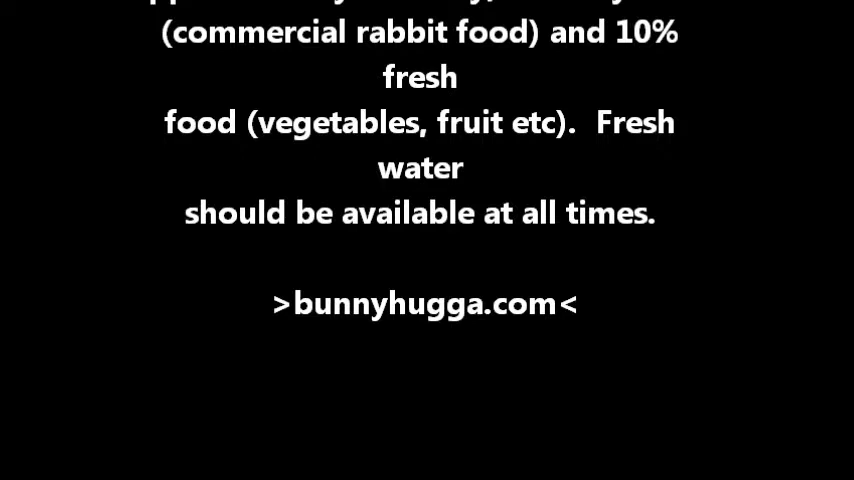 (commercial rabbit food) and 10%
fresh
food (vegetables, fruit etc).  Fresh
water
should be available at all times.
>bunnyhugga.com<